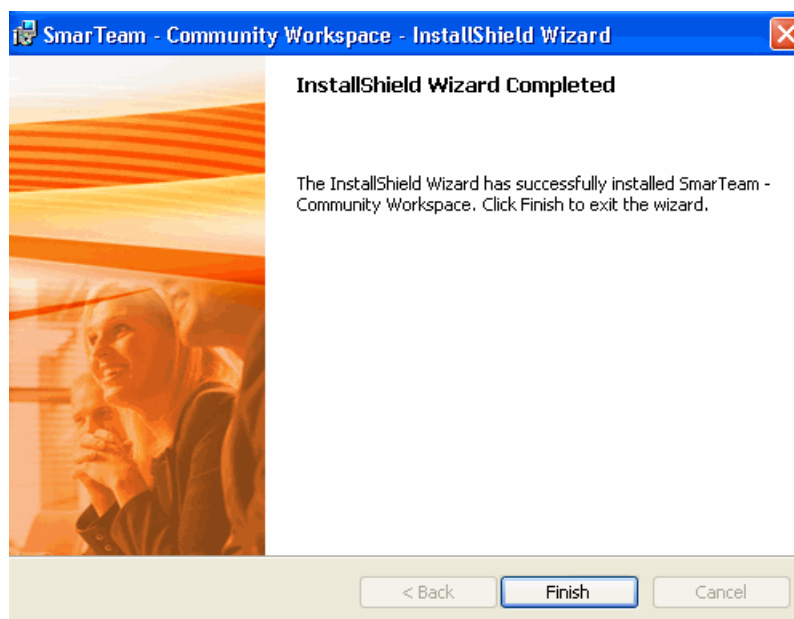 SmarTeam - Community Workspace - InstallShield Wizard
InstallShield Wizard Completed
The InstallShield Wizard has successfully installed SmarTeam -
Community Workspace. Click Finish to exit the wizard.
< Back Finish Cancel